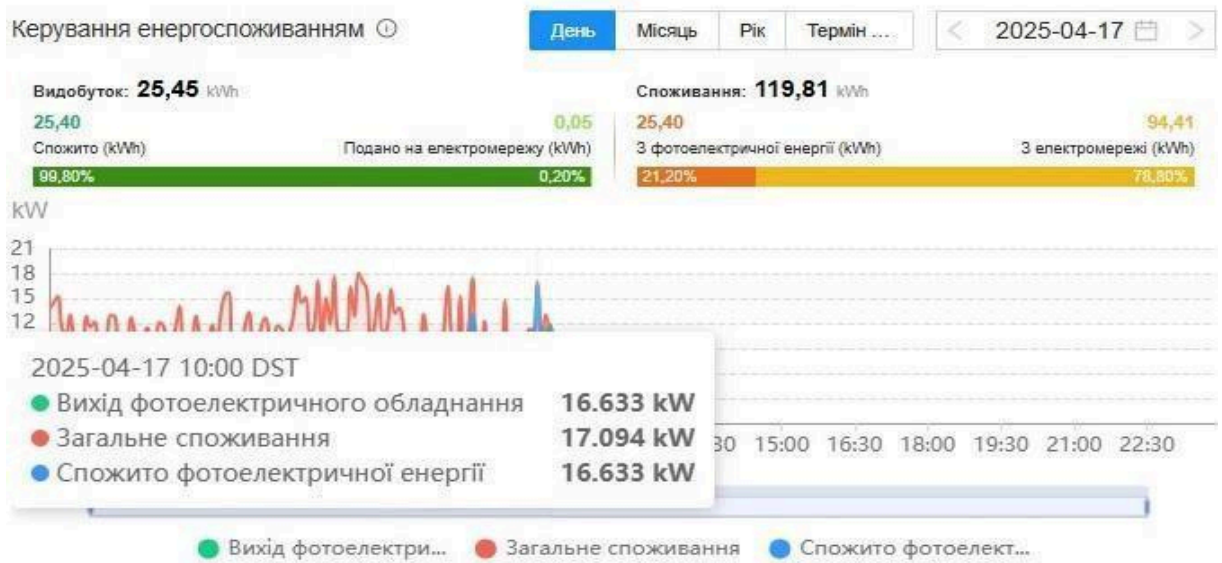 Керування енергоспоживанням
День Місяць Рік Термін ... < 2025-04-17 >
Видобуток: 25,45 kWh
25,40 0,05
Спожито (kWh) Подано на електромережу (kWh)
99,80% 0,20%
Споживання: 119,81 kWh
25,40 94,41
З фотоелектричної енергії (kWh) З електромережі (kWh)
21,20% 78,80%
kW
21
18
15
12
2025-04-17 10:00 DST
Вихід фотоелектричного обладнання 16.633 kW
Загальне споживання 17.094 kW
Спожито фотоелектричної енергії 16.633 kW
30 15:00 16:30 18:00 19:30 21:00 22:30
Вихід фотоелектри... Загальне споживання Спожито фотоелект...